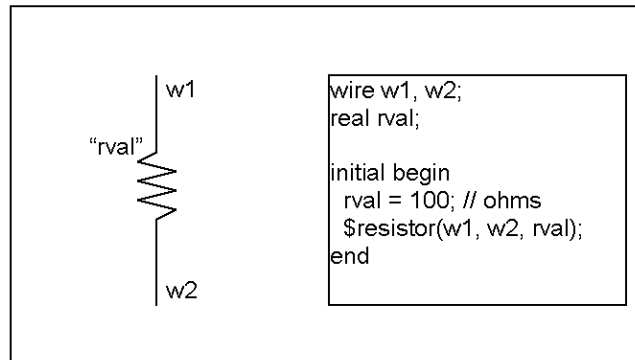 w1
“rval”
w2
wire w1, w2;
real rval;
initial begin
rval = 100; // ohms
$resistor(w1, w2, rval);
end